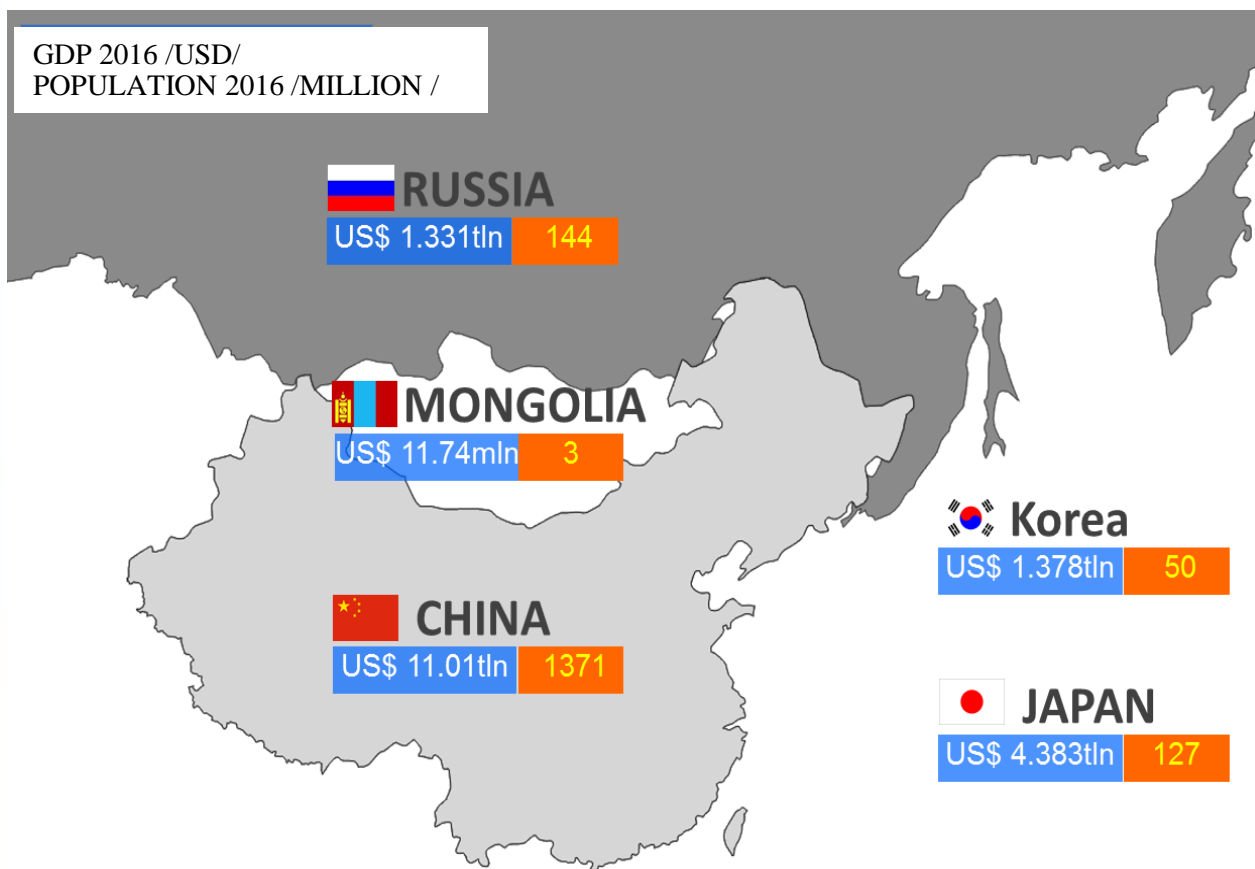 GDP 2016 /USD/
POPULATION 2016 /MILLION /
RUSSIA
US$ 1.331tln 144
MONGOLIA
US$ 11.74mln 3
Korea
US$ 1.378tln 50
CHINA
US$ 11.01tln 1371
JAPAN
US$ 4.383tln 127